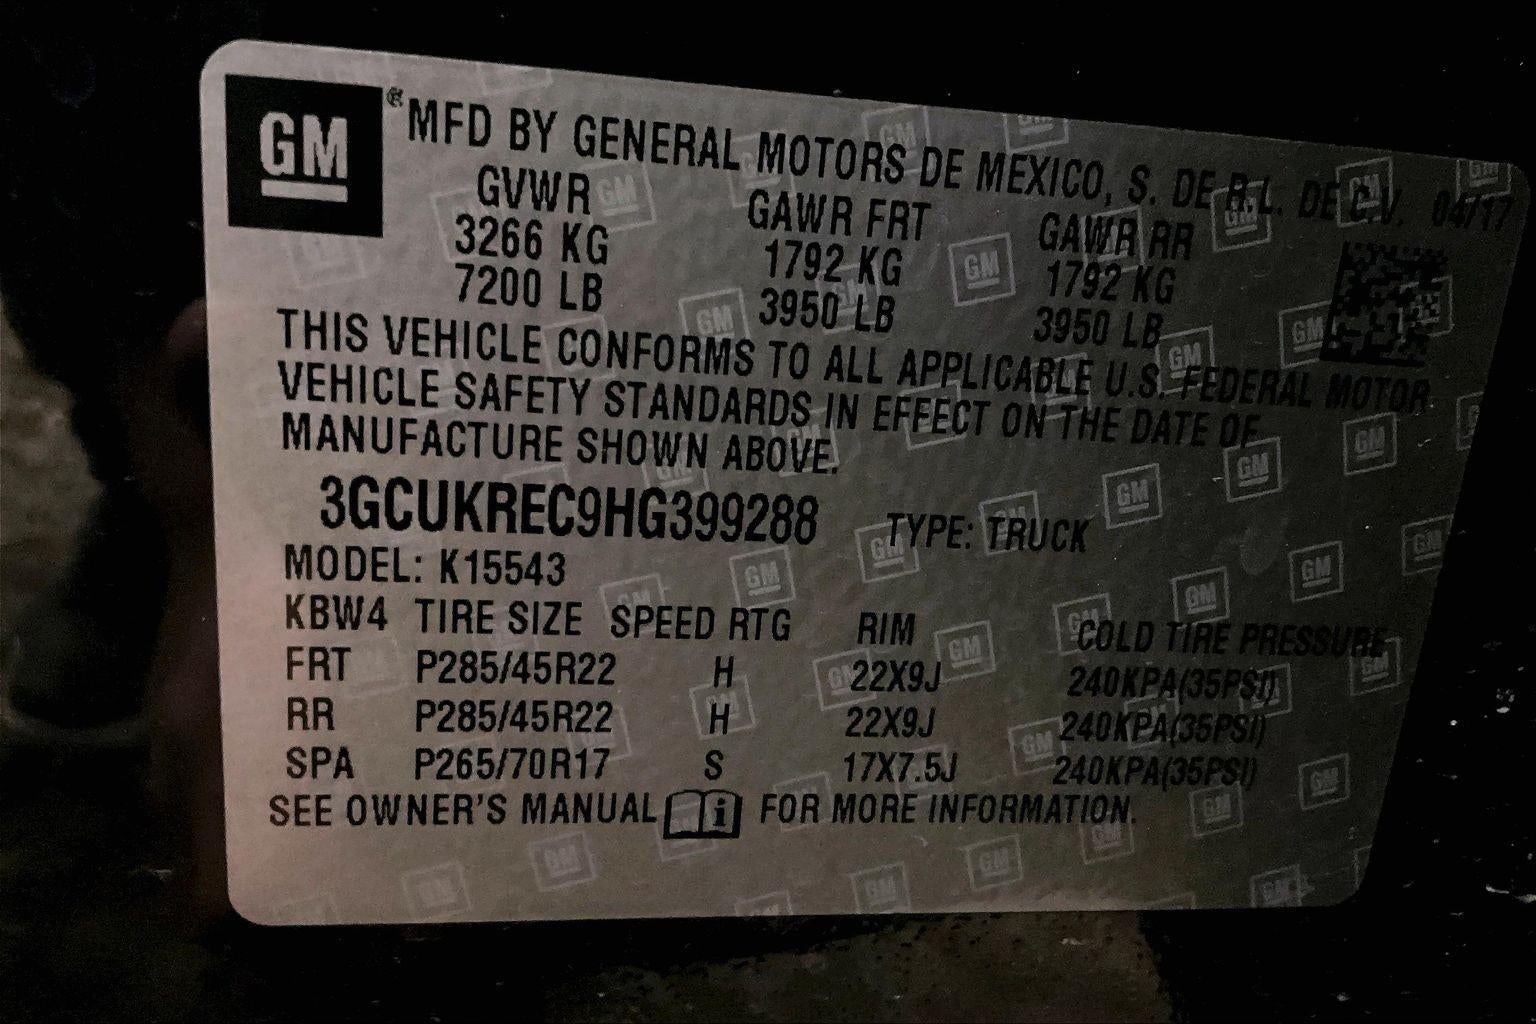 GM® MFD BY GENERAL MOTORS DE MEXICO, S. DE R.L. DE C.V. 04/17
GVWR GAWR FRT GAWR RR
3266 KG 1792 KG 1792 KG
7200 LB 3950 LB 3950 LB
THIS VEHICLE CONFORMS TO ALL APPLICABLE U.S. FEDERAL MOTOR
VEHICLE SAFETY STANDARDS IN EFFECT ON THE DATE OF
MANUFACTURE SHOWN ABOVE.
3GCUKREC9HG399288 TYPE: TRUCK
MODEL: K15543
KBW4 TIRE SIZE SPEED RTG RIM COLD TIRE PRESSURE
FRT P285/45R22 H 22X9J 240KPA(35PSI)
RR P285/45R22 H 22X9J 240KPA(35PSI)
SPA P265/70R17 S 17X7.5J 240KPA(35PSI)
SEE OWNER'S MANUAL i FOR MORE INFORMATION.